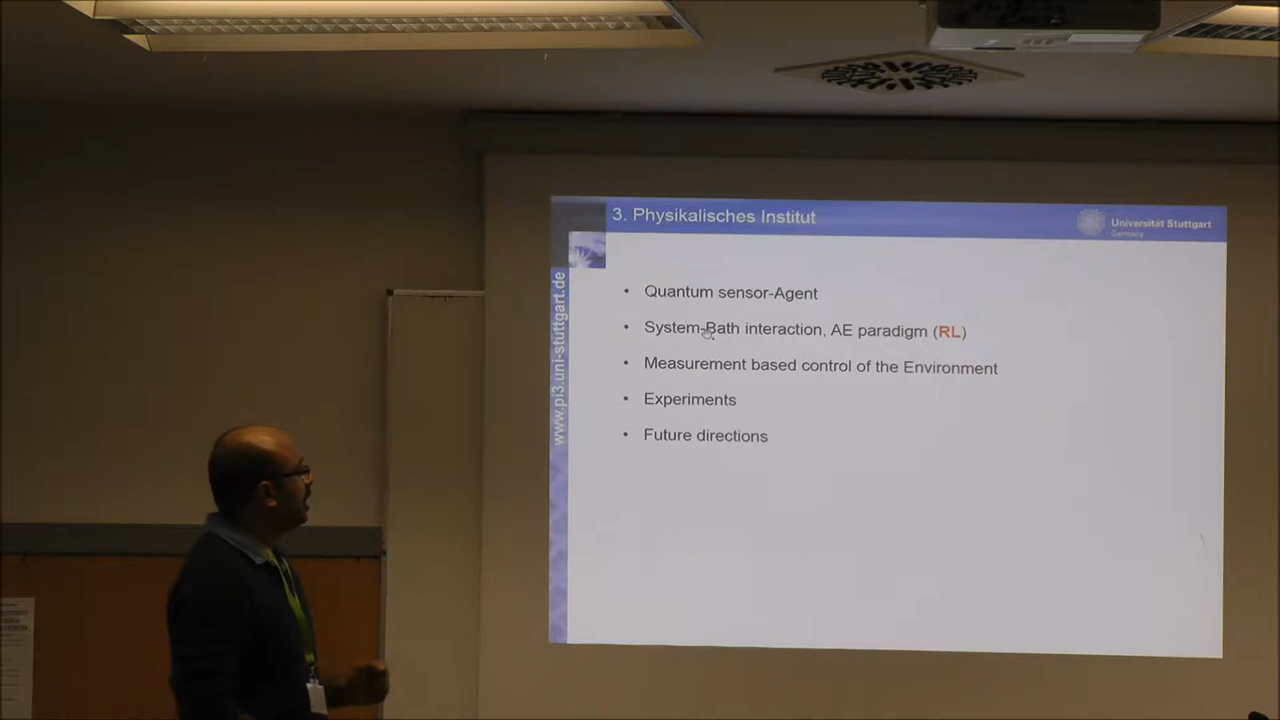 3. Physikalisches Institut
Universität Stuttgart
Germany
www.pi3.uni-stuttgart.de
• Quantum sensor-Agent
• System-Bath interaction, AE paradigm (RL)
• Measurement based control of the Environment
• Experiments
• Future directions